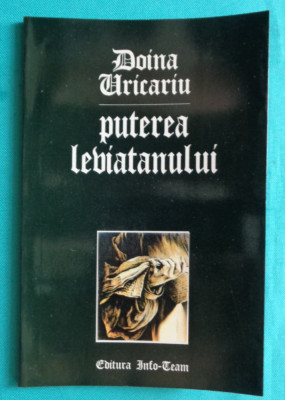 Doina
Uricariu
puterea
leviatanului
Editura Info-Team